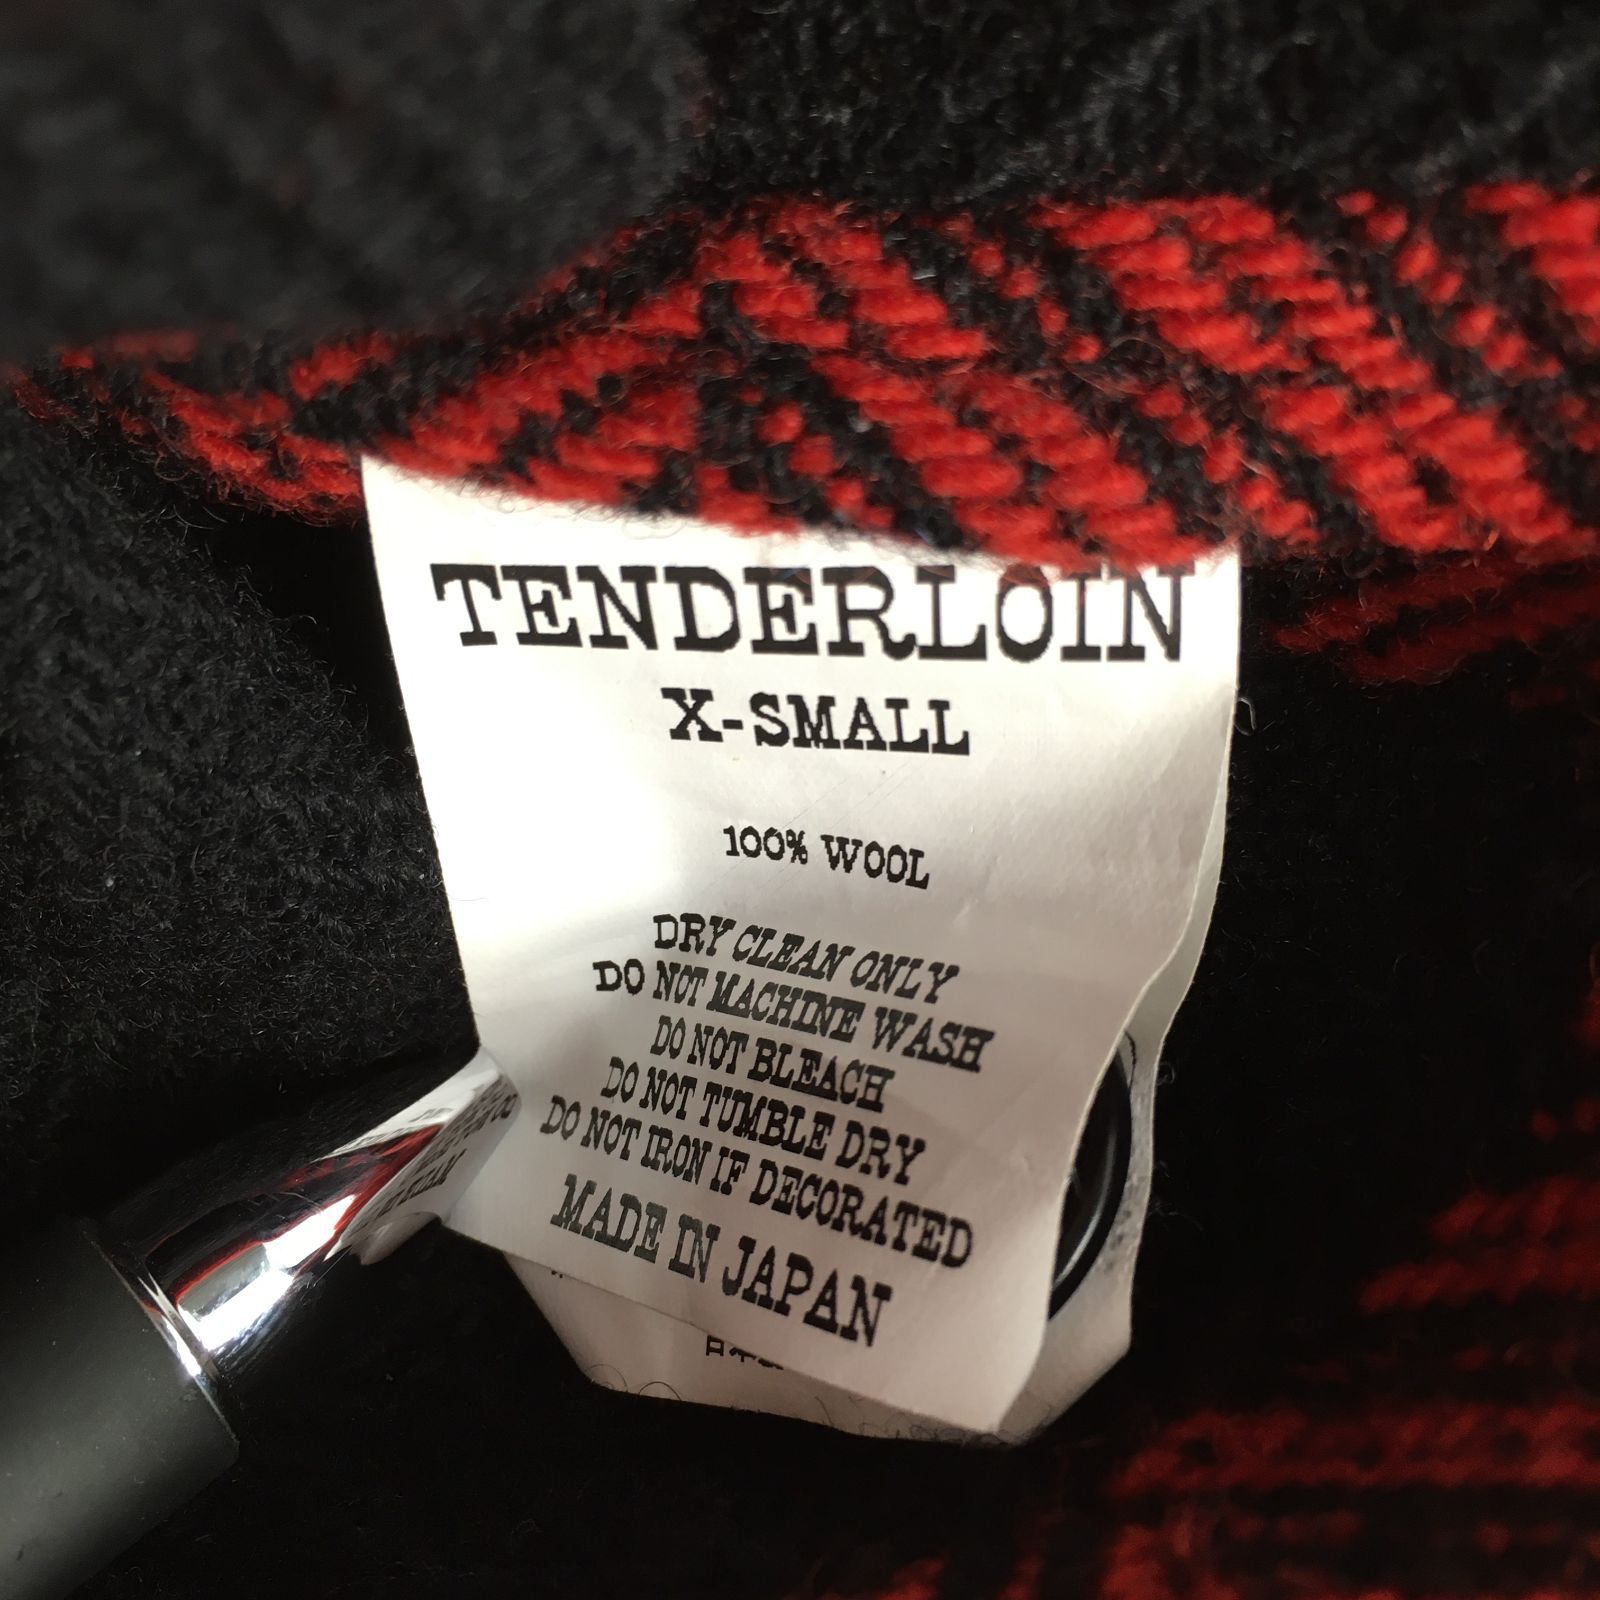 TENDERLOIN
X-SMALL
100% WOOL
DRY CLEAN ONLY
DO NOT MACHINE WASH
DO NOT BLEACH
DO NOT TUMBLE DRY
DO NOT IRON IF DECORATED
MADE IN JAPAN